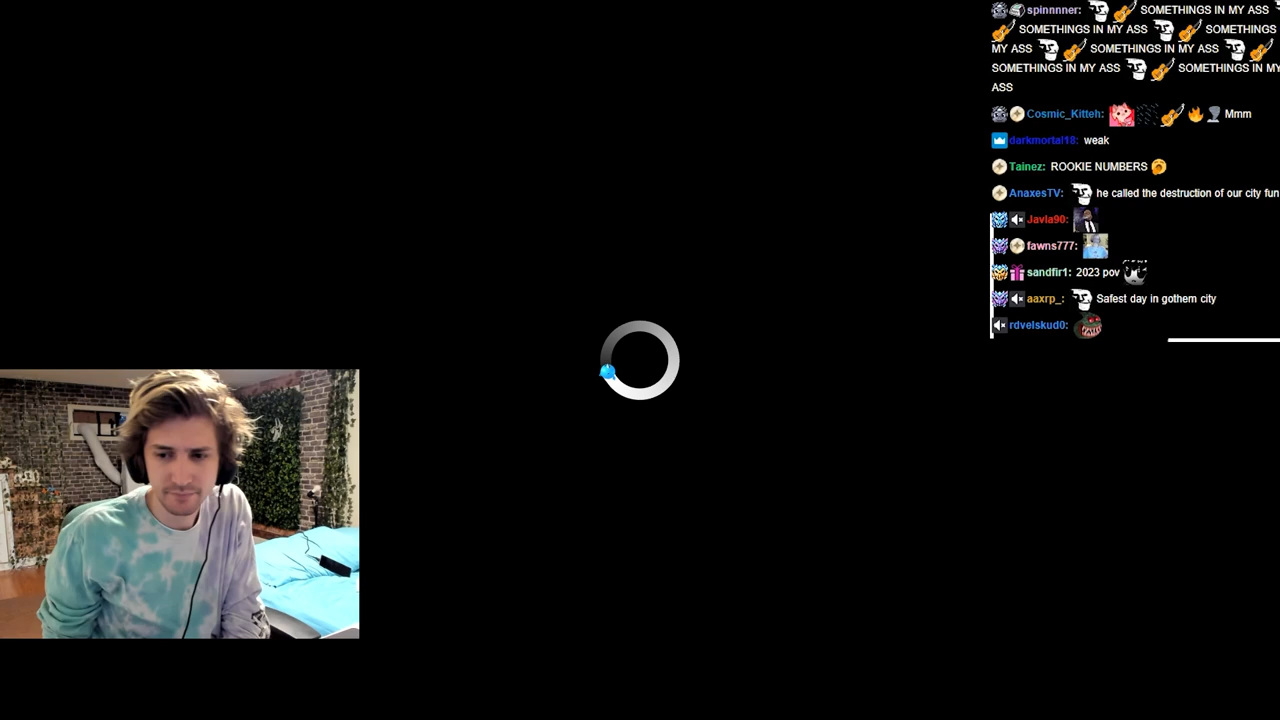 spinnnner: SOMETHINGS IN MY ASS
SOMETHINGS IN MY ASS SOMETHINGS
MY ASS SOMETHINGS IN MY ASS
SOMETHINGS IN MY ASS SOMETHINGS IN MY
ASS
Cosmic_Kitteh: Mmm
darkmortal18: weak
Tainez: ROOKIE NUMBERS
AnaxesTV: he called the destruction of our city fun
Javla90:
fawns777:
sandfir1: 2023 pov
aaxrp_: Safest day in gothem city
rdvelskud0: